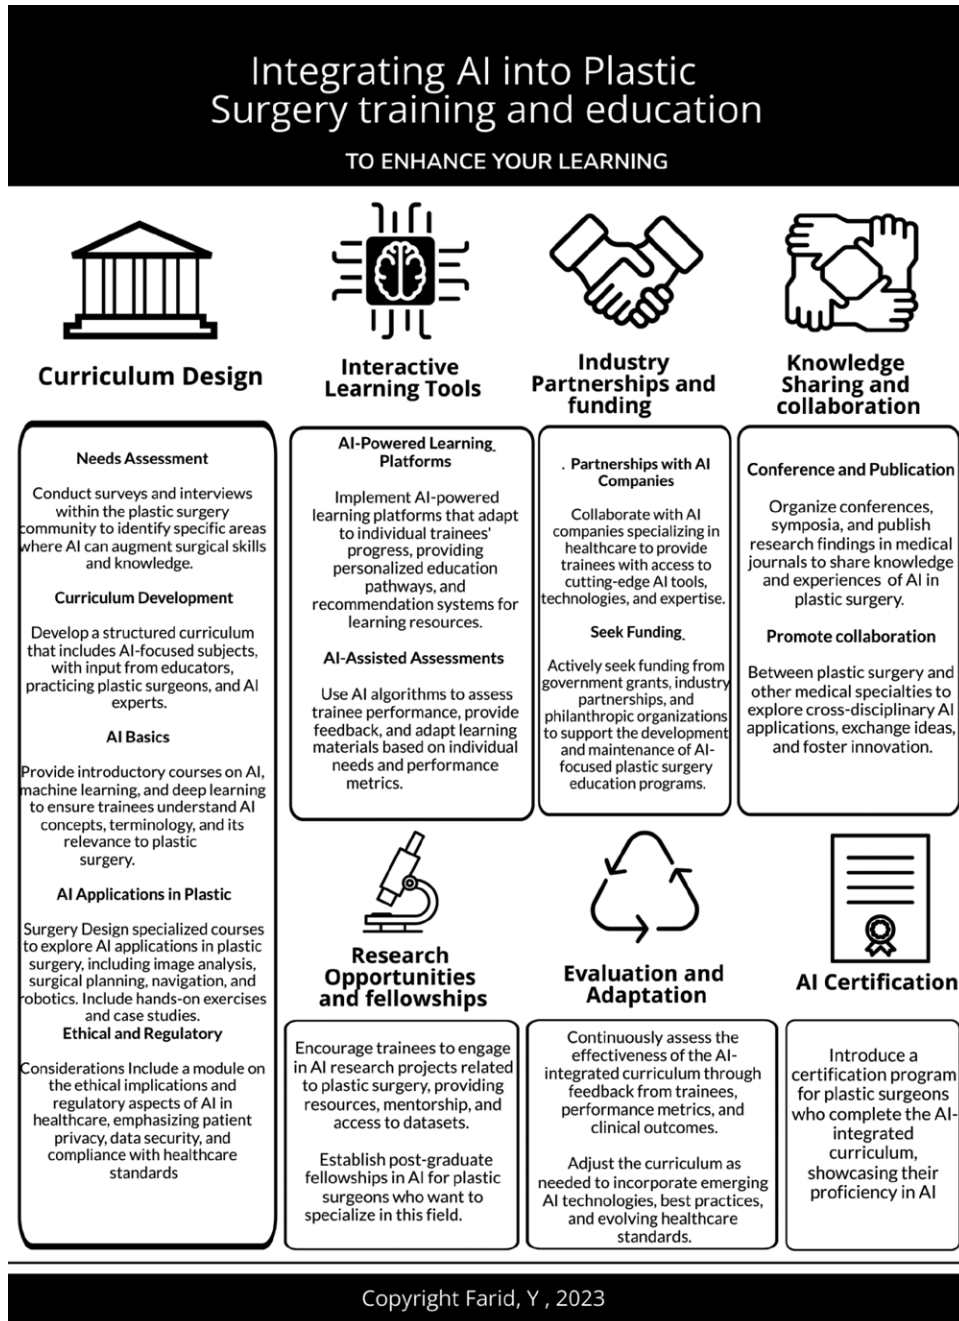 Integrating AI into Plastic
Surgery training and education
TO ENHANCE YOUR LEARNING
Curriculum Design
Needs Assessment
Conduct surveys and interviews
within the plastic surgery
community to identify specific areas
where AI can augment surgical skills
and knowledge.
Curriculum Development
Develop a structured curriculum
that includes AI-focused subjects,
with input from educators,
practicing plastic surgeons, and AI
experts.
AI Basics
Provide introductory courses on AI,
machine learning, and deep learning
to ensure trainees understand AI
concepts, terminology, and its
relevance to plastic
surgery.
AI Applications in Plastic
Surgery Design specialized courses
to explore AI applications in plastic
surgery, including image analysis,
surgical planning, navigation, and
robotics. Include hands-on exercises
and case studies.
Ethical and Regulatory
Considerations Include a module on
the ethical implications and
regulatory aspects of AI in
healthcare, emphasizing patient
privacy, data security, and
compliance with healthcare
standards
Interactive
Learning Tools
AI-Powered Learning.
Platforms
Implement AI-powered
learning platforms that adapt
to individual trainees'
progress, providing
personalized education
pathways, and
recommendation systems for
learning resources.
AI-Assisted Assessments
Use AI algorithms to assess
trainee performance, provide
feedback, and adapt learning
materials based on individual
needs and performance
metrics.
Industry
Partnerships and
funding
. Partnerships with AI
Companies
Collaborate with AI
companies specializing in
healthcare to provide
trainees with access to
cutting-edge AI tools,
technologies, and expertise.
Seek Funding.
Actively seek funding from
government grants, industry
partnerships, and
philanthropic organizations
to support the development
and maintenance of AI-
focused plastic surgery
education programs.
Knowledge
Sharing and
collaboration
Conference and Publication
Organize conferences,
symposia, and publish
research findings in medical
journals to share knowledge
and experiences of AI in
plastic surgery.
Promote collaboration
Between plastic surgery and
other medical specialties to
explore cross-disciplinary AI
applications, exchange ideas,
and foster innovation.
Research
Opportunities
and fellowships
Encourage trainees to engage
in AI research projects related
to plastic surgery, providing
resources, mentorship, and
access to datasets.
Establish post-graduate
fellowships in AI for plastic
surgeons who want to
specialize in this field.
Evaluation and
Adaptation
Continuously assess the
effectiveness of the AI-
integrated curriculum through
feedback from trainees,
performance metrics, and
clinical outcomes.
Adjust the curriculum as
needed to incorporate emerging
AI technologies, best practices,
and evolving healthcare
standards.
AI Certification
Introduce a
certification program
for plastic surgeons
who complete the AI-
integrated
curriculum,
showcasing their
proficiency in AI
Copyright Farid, Y , 2023